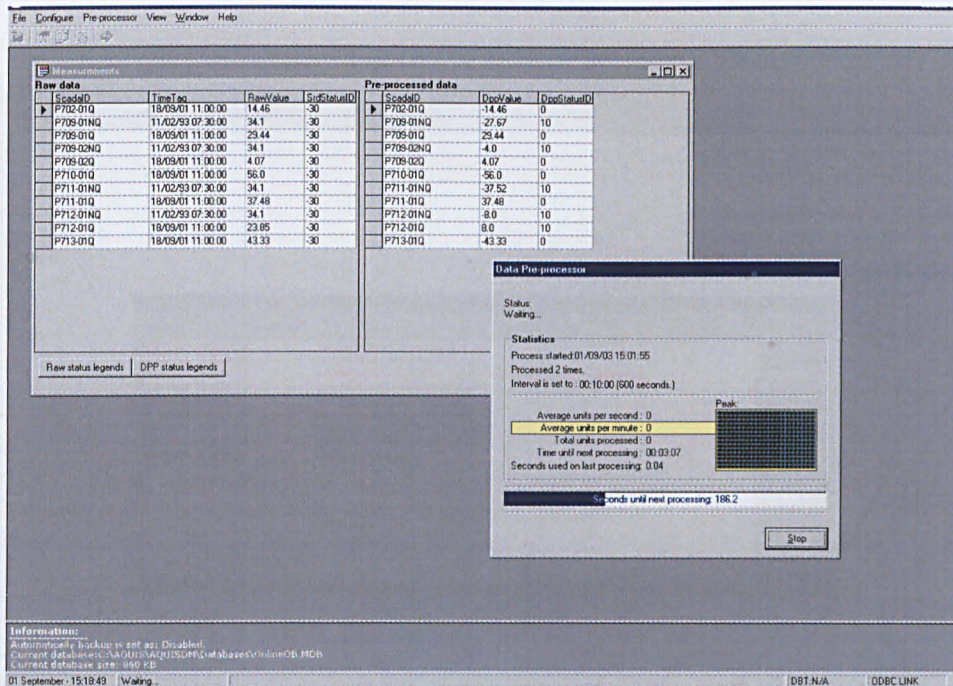 File Configure Pre-processor View Window Help
Measurements
Raw data
ScadaID TimeTag RawValue SrdStatusID
P702-01Q 18/09/01 11:00:00 14.46 -30
P709-01NQ 11/02/93 07:30:00 34.1 -30
P709-01Q 18/09/01 11:00:00 29.44 -30
P709-02NQ 11/02/93 07:30:00 34.1 -30
P709-02Q 18/09/01 11:00:00 4.07 -30
P710-01Q 18/09/01 11:00:00 56.0 -30
P711-01NQ 11/02/93 07:30:00 34.1 -30
P711-01Q 18/09/01 11:00:00 37.48 -30
P712-01NQ 11/02/93 07:30:00 34.1 -30
P712-01Q 18/09/01 11:00:00 23.85 -30
P713-01Q 18/09/01 11:00:00 43.33 -30
Pre-processed data
ScadaID DppValue DppStatusID
P702-01Q -14.46 0
P709-01NQ -27.67 10
P709-01Q 29.44 0
P709-02NQ -4.0 10
P709-02Q 4.07 0
P710-01Q -56.0 0
P711-01NQ -37.52 10
P711-01Q 37.48 0
P712-01NQ -8.0 10
P712-01Q 8.0 10
P713-01Q -43.33 0
Raw status legends DPP status legends
Data Pre-processor
Status:
Waiting...
Statistics
Process started:01/09/03 15:01:55
Processed 2 times.
Interval is set to : 00:10:00 (600 seconds.)
Peak:
Average units per second : 0
Average units per minute : 0
Total units processed : 0
Time until next processing : 00:03:07
Seconds used on last processing: 0.04
Seconds until next processing: 186.2
Stop
Information:
Automatically backup is set as: Disabled.
Current database:C:\AQUIS\AQUISDM\Databases\OnlineDB.MDB
Current database size: 860 KB
01 September - 15:18:49 Waiting... DBT:N/A ODBC LINK